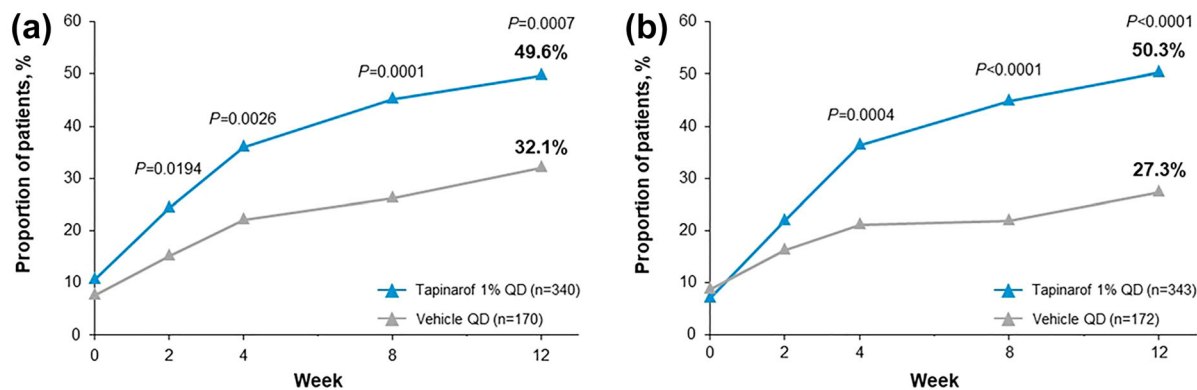 (a)
Proportion of patients, %
60
50
40
30
20
10
0
P=0.0194
P=0.0026
P=0.0001
P=0.0007
49.6%
32.1%
Tapinarof 1% QD (n=340)
Vehicle QD (n=170)
0 2 4 8 12
Week
(b)
Proportion of patients, %
60
50
40
30
20
10
0
P=0.0004
P<0.0001
P<0.0001
50.3%
27.3%
Tapinarof 1% QD (n=343)
Vehicle QD (n=172)
0 2 4 8 12
Week